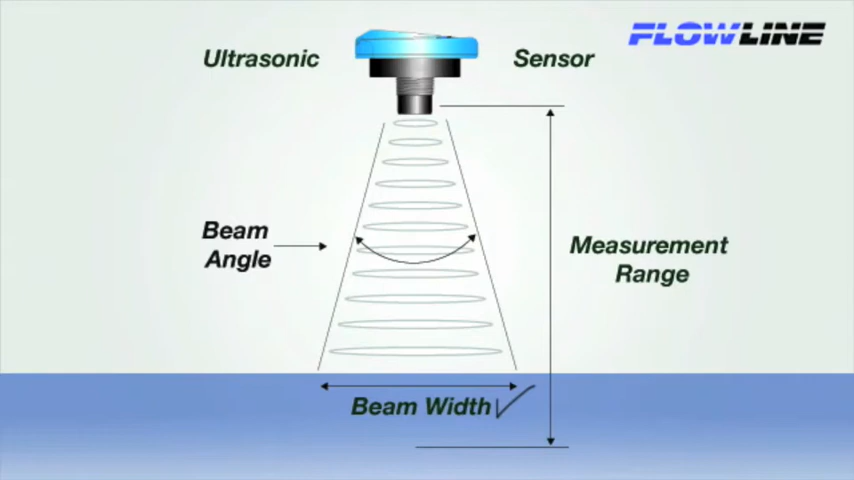 FLOWLINE
Ultrasonic Sensor
Beam
Angle
Measurement
Range
Beam Width